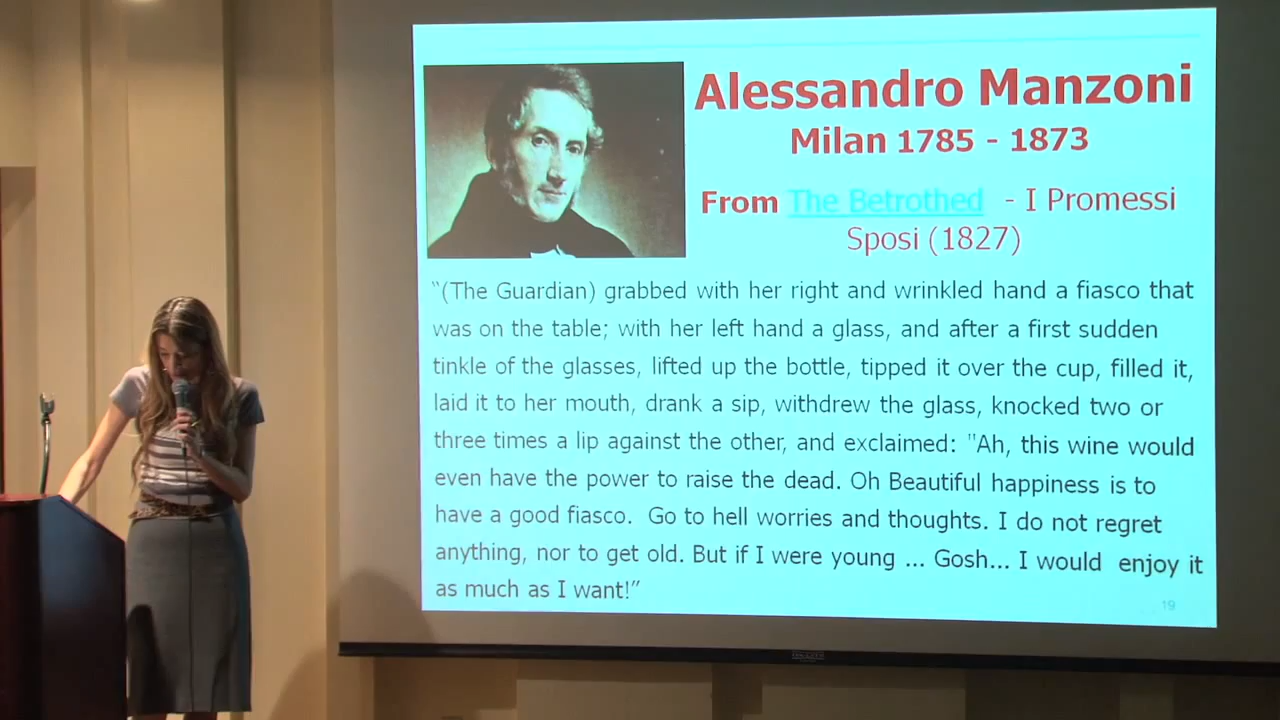 Alessandro Manzoni
Milan 1785 - 1873
From The Betrothed - I Promessi
Sposi (1827)
“(The Guardian) grabbed with her right and wrinkled hand a fiasco that
was on the table; with her left hand a glass, and after a first sudden
tinkle of the glasses, lifted up the bottle, tipped it over the cup, filled it,
laid it to her mouth, drank a sip, withdrew the glass, knocked two or
three times a lip against the other, and exclaimed: "Ah, this wine would
even have the power to raise the dead. Oh Beautiful happiness is to
have a good fiasco. Go to hell worries and thoughts. I do not regret
anything, nor to get old. But if I were young ... Gosh... I would enjoy it
as much as I want!”
19